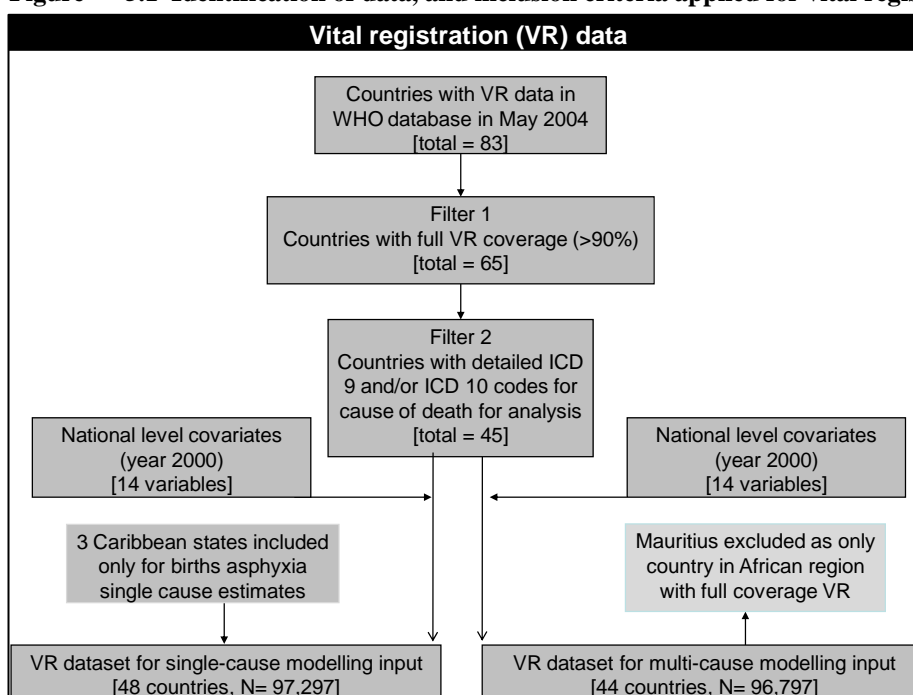 Figure 3.2 Identification of data, and inclusion criteria applied for vital regi
Vital registration (VR) data
Countries with VR data in
WHO database in May 2004
[total = 83]
Filter 1
Countries with full VR coverage (>90%)
[total = 65]
Filter 2
Countries with detailed ICD
9 and/or ICD 10 codes for
cause of death for analysis
[total = 45]
National level covariates
(year 2000)
[14 variables]
National level covariates
(year 2000)
[14 variables]
3 Caribbean states included
only for births asphyxia
single cause estimates
Mauritius excluded as only
country in African region
with full coverage VR
VR dataset for single-cause modelling input
[48 countries, N= 97,297]
VR dataset for multi-cause modelling input
[44 countries, N= 96,797]